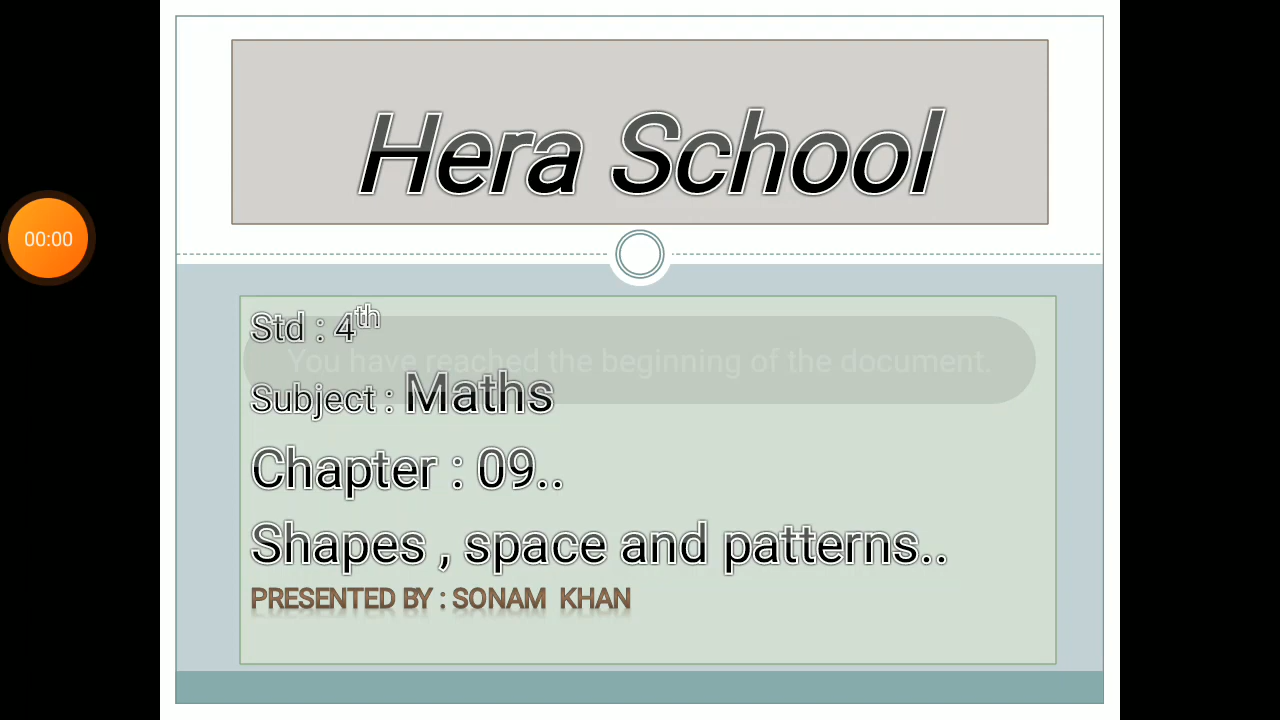 Hera School
00:00
Std : 4th
You have reached the beginning of the document.
Subject : Maths
Chapter : 09..
Shapes , space and patterns..
PRESENTED BY : SONAM KHAN